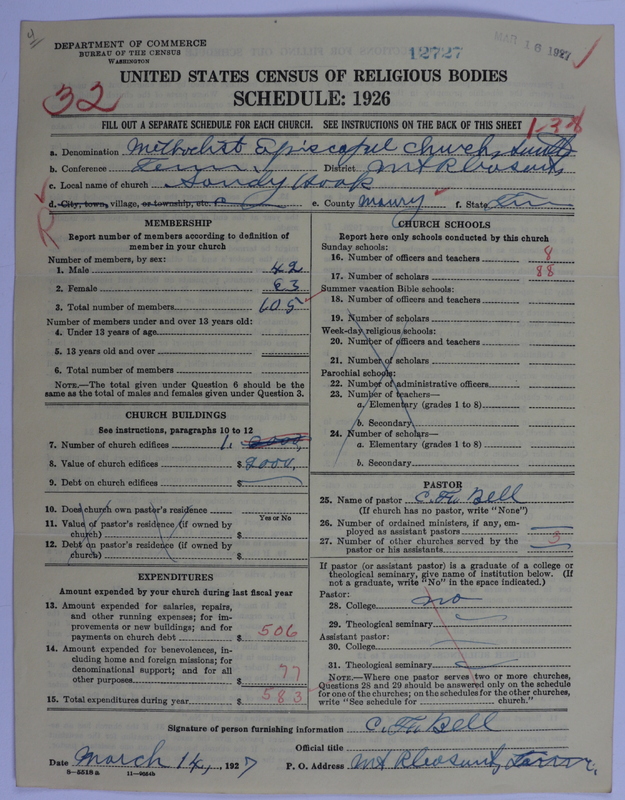 4
DEPARTMENT OF COMMERCE
BUREAU OF THE CENSUS
WASHINGTON
12727
MAR 16 1927
UNITED STATES CENSUS OF RELIGIOUS BODIES
SCHEDULE: 1926
32
FILL OUT A SEPARATE SCHEDULE FOR EACH CHURCH. SEE INSTRUCTIONS ON THE BACK OF THIS SHEET
1-38
a. Denomination Methodist Episcopal Church, South
b. Conference Tenn. District Mt Pleasant,
c. Local name of church Sandy Hook
d. City, town, village, or township, etc. e. County Maury f. State
R
MEMBERSHIP
Report number of members according to definition of
member in your church
Number of members, by sex:
1. Male 42
2. Female 63
3. Total number of members 605
Number of members under and over 13 years old:
4. Under 13 years of age
5. 13 years old and over
6. Total number of members
NOTE.—The total given under Question 6 should be the
same as the total of males and females given under Question 3.
CHURCH BUILDINGS
See instructions, paragraphs 10 to 12
7. Number of church edifices 1. 2000,
8. Value of church edifices $ 2000,
9. Debt on church edifices $
10. Does church own pastor's residence
Yes or No
11. Value of pastor's residence (if owned by
church) $
12. Debt on pastor's residence (if owned by
church) $
EXPENDITURES
Amount expended by your church during last fiscal year
13. Amount expended for salaries, repairs,
and other running expenses; for im-
provements or new buildings; and for
payments on church debt $ 506
14. Amount expended for benevolences, in-
cluding home and foreign missions; for
denominational support; and for all
other purposes $ 77
15. Total expenditures during year $ 583
CHURCH SCHOOLS
Report here only schools conducted by this church
Sunday schools:
16. Number of officers and teachers 8
17. Number of scholars 88
Summer vacation Bible schools:
18. Number of officers and teachers
19. Number of scholars
Week-day religious schools:
20. Number of officers and teachers
21. Number of scholars
Parochial schools:
22. Number of administrative officers
23. Number of teachers—
a. Elementary (grades 1 to 8)
b. Secondary
24. Number of scholars—
a. Elementary (grades 1 to 8)
b. Secondary
PASTOR
25. Name of pastor C. M. Bell
(If church has no pastor, write "None")
26. Number of ordained ministers, if any, em-
ployed as assistant pastors
27. Number of other churches served by the
pastor or his assistants 3
If pastor (or assistant pastor) is a graduate of a college or
theological seminary, give name of institution below. (If
not a graduate, write "No" in the space indicated.)
Pastor:
28. College no
29. Theological seminary
Assistant pastor:
30. College
31. Theological seminary
NOTE.—Where one pastor serves two or more churches,
Questions 28 and 29 should be answered only on the schedule
for one of the churches; on the schedules for the other churches,
write "See schedule for church."
Signature of person furnishing information C. M. Bell
Official title
Date March 14, 1927 P. O. Address Mt Pleasant,
8—5518 a 11—9254b